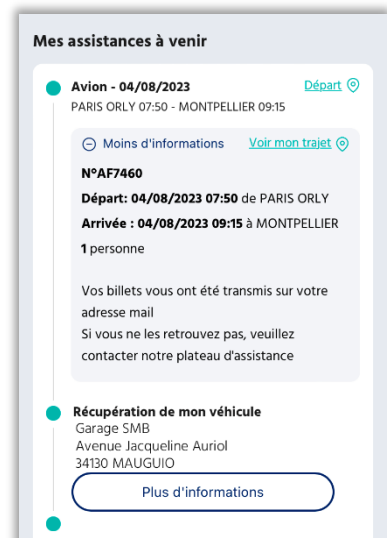 Mes assistances à venir
Avion - 04/08/2023 Départ
PARIS ORLY 07:50 - MONTPELLIER 09:15
Moins d'informations Voir mon trajet
N°AF7460
Départ: 04/08/2023 07:50 de PARIS ORLY
Arrivée : 04/08/2023 09:15 à MONTPELLIER
1 personne
Vos billets vous ont été transmis sur votre
adresse mail
Si vous ne les retrouvez pas, veuillez
contacter notre plateau d'assistance
Récupération de mon véhicule
Garage SMB
Avenue Jacqueline Auriol
34130 MAUGUIO
Plus d'informations